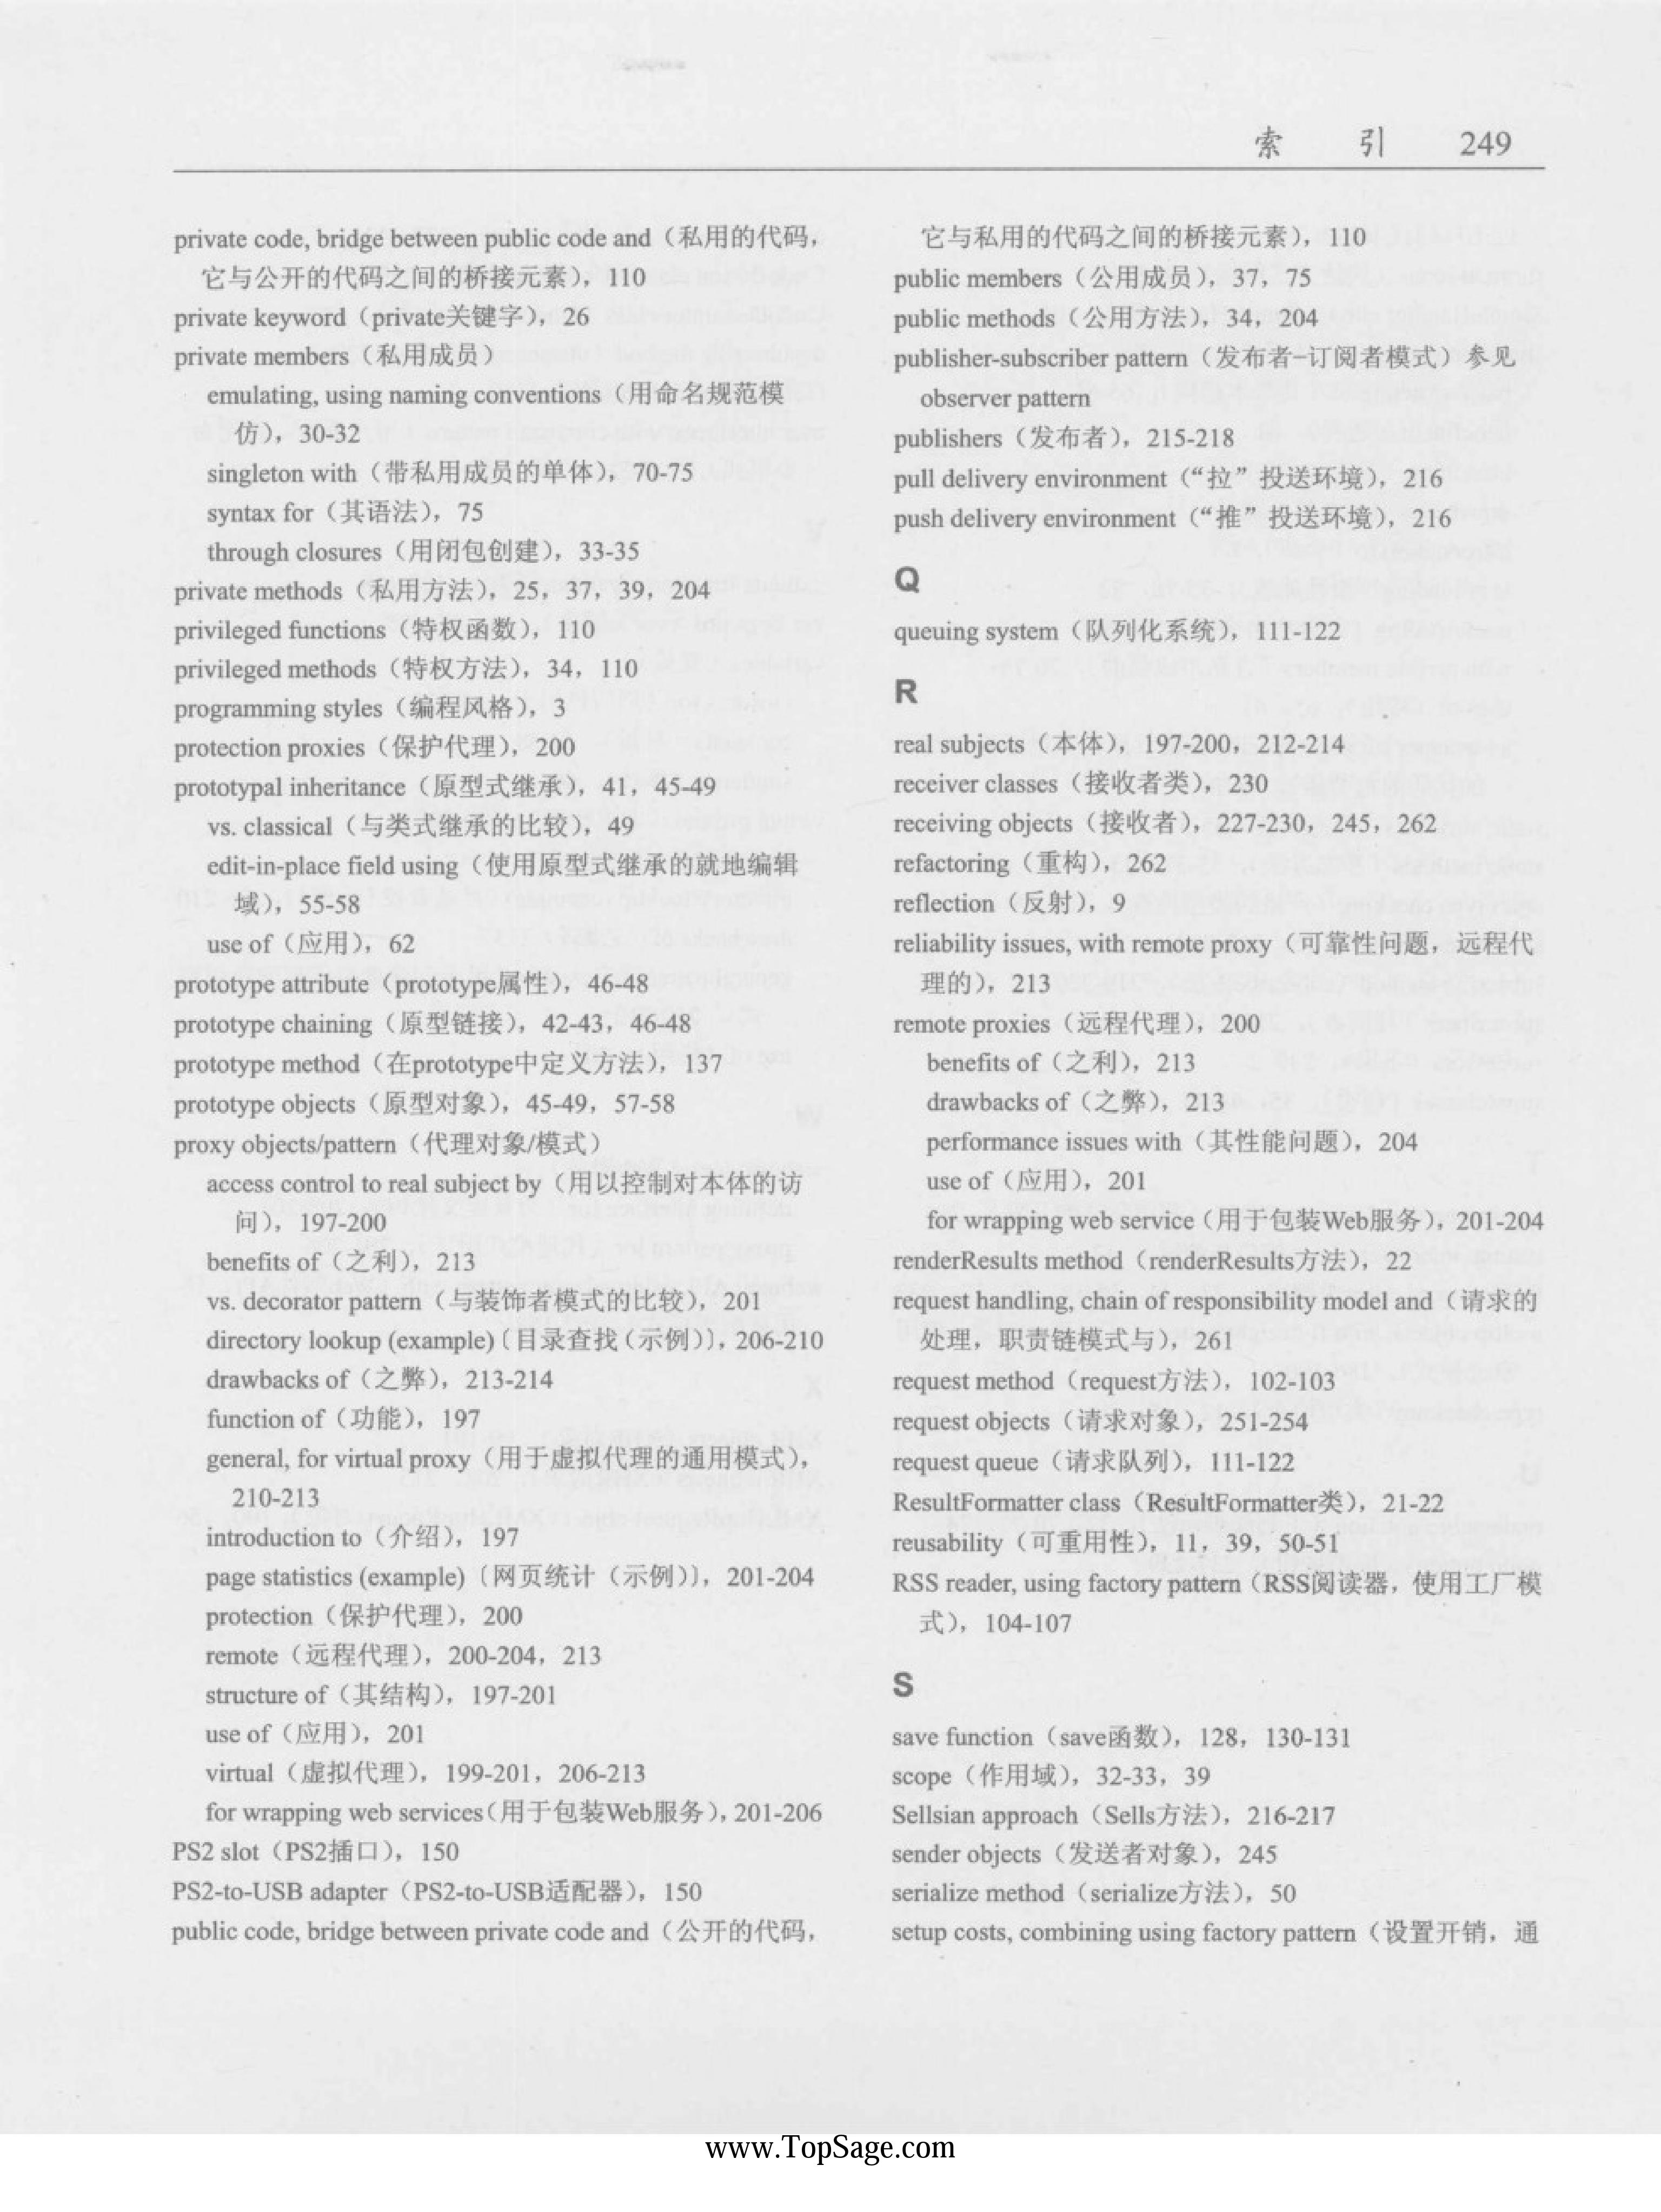 索 引 249
private code, bridge between public code and（私用的代码，
它与公开的代码之间的桥接元素），110
private keyword（private关键字），26
private members（私用成员）
emulating, using naming conventions（用命名规范模
仿），30-32
singleton with（带私用成员的单体），70-75
syntax for（其语法），75
through closures（用闭包创建），33-35
private methods（私用方法），25，37，39，204
privileged functions（特权函数），110
privileged methods（特权方法），34，110
programming styles（编程风格），3
protection proxies（保护代理），200
prototypal inheritance（原型式继承），41，45-49
vs. classical（与类式继承的比较），49
edit-in-place field using（使用原型式继承的就地编辑
域），55-58
use of（应用），62
prototype attribute（prototype属性），46-48
prototype chaining（原型链接），42-43，46-48
prototype method（在prototype中定义方法），137
prototype objects（原型对象），45-49，57-58
proxy objects/pattern（代理对象/模式）
access control to real subject by（用以控制对本体的访
问），197-200
benefits of（之利），213
vs. decorator pattern（与装饰者模式的比较），201
directory lookup (example)〔目录查找（示例）〕，206-210
drawbacks of（之弊），213-214
function of（功能），197
general, for virtual proxy（用于虚拟代理的通用模式），
210-213
introduction to（介绍），197
page statistics (example)〔网页统计（示例）〕，201-204
protection（保护代理），200
remote（远程代理），200-204，213
structure of（其结构），197-201
use of（应用），201
virtual（虚拟代理），199-201，206-213
for wrapping web services（用于包装Web服务），201-206
PS2 slot（PS2插口），150
PS2-to-USB adapter（PS2-to-USB适配器），150
public code, bridge between private code and（公开的代码，
它与私用的代码之间的桥接元素），110
public members（公用成员），37，75
public methods（公用方法），34，204
publisher-subscriber pattern（发布者–订阅者模式）参见
observer pattern
publishers（发布者），215-218
pull delivery environment（“拉”投送环境），216
push delivery environment（“推”投送环境），216
Q
queuing system（队列化系统），111-122
R
real subjects（本体），197-200，212-214
receiver classes（接收者类），230
receiving objects（接收者），227-230，245，262
refactoring（重构），262
reflection（反射），9
reliability issues, with remote proxy（可靠性问题，远程代
理的），213
remote proxies（远程代理），200
benefits of（之利），213
drawbacks of（之弊），213
performance issues with（其性能问题），204
use of（应用），201
for wrapping web service（用于包装Web服务），201-204
renderResults method（renderResults方法），22
request handling, chain of responsibility model and（请求的
处理，职责链模式与），261
request method（request方法），102-103
request objects（请求对象），251-254
request queue（请求队列），111-122
ResultFormatter class（ResultFormatter类），21-22
reusability（可重用性），11，39，50-51
RSS reader, using factory pattern（RSS阅读器，使用工厂模
式），104-107
S
save function（save函数），128，130-131
scope（作用域），32-33，39
Sellsian approach（Sells方法），216-217
sender objects（发送者对象），245
serialize method（serialize方法），50
setup costs, combining using factory pattern（设置开销，通
www.TopSage.com